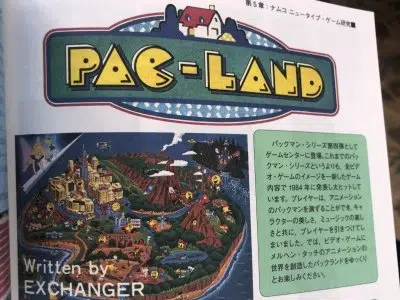 第5章:ナムコ ニュータイプ・ゲーム研究
PAC-LAND
パックマン・シリーズ第四弾として
ゲームセンターに登場。これまでのパック
マン・シリーズというよりも、全ビデ
オ・ゲームのイメージを一新したゲーム
内容で1984年に発表し大ヒットして
います。プレイヤーは、アニメーション
のパックマンを演ずることができ、キャ
ラクターの美しさ、ミュージックの楽し
さと共に、プレイヤーを引きつけてし
まいました。では、ビデオ・ゲームに
メルヘン・タッチのアニメーションの
世界を創造したパックランドをゆっくり
とお楽しみください。
Written by
EXCHANGER